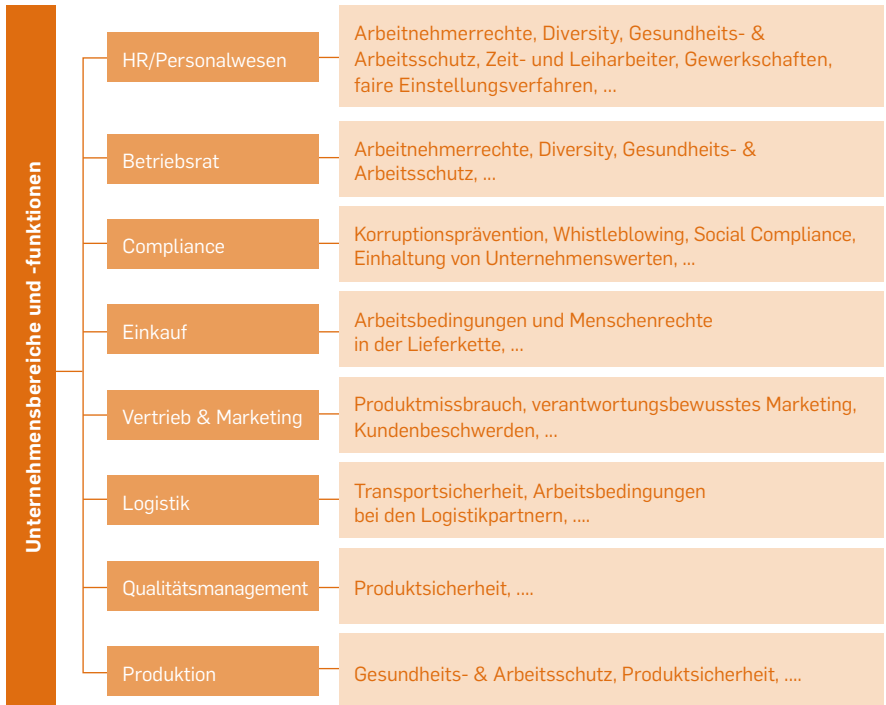 Unternehmensbereiche und -funktionen
HR/Personalwesen
Arbeitnehmerrechte, Diversity, Gesundheits- &
Arbeitsschutz, Zeit- und Leiharbeiter, Gewerkschaften,
faire Einstellungsverfahren, ...
Betriebsrat
Arbeitnehmerrechte, Diversity, Gesundheits- &
Arbeitsschutz, ...
Compliance
Korruptionsprävention, Whistleblowing, Social Compliance,
Einhaltung von Unternehmenswerten, ...
Einkauf
Arbeitsbedingungen und Menschenrechte
in der Lieferkette, ...
Vertrieb & Marketing
Produktmissbrauch, verantwortungsbewusstes Marketing,
Kundenbeschwerden, ...
Logistik
Transportsicherheit, Arbeitsbedingungen
bei den Logistikpartnern, ....
Qualitätsmanagement
Produktsicherheit, ....
Produktion
Gesundheits- & Arbeitsschutz, Produktsicherheit, ....